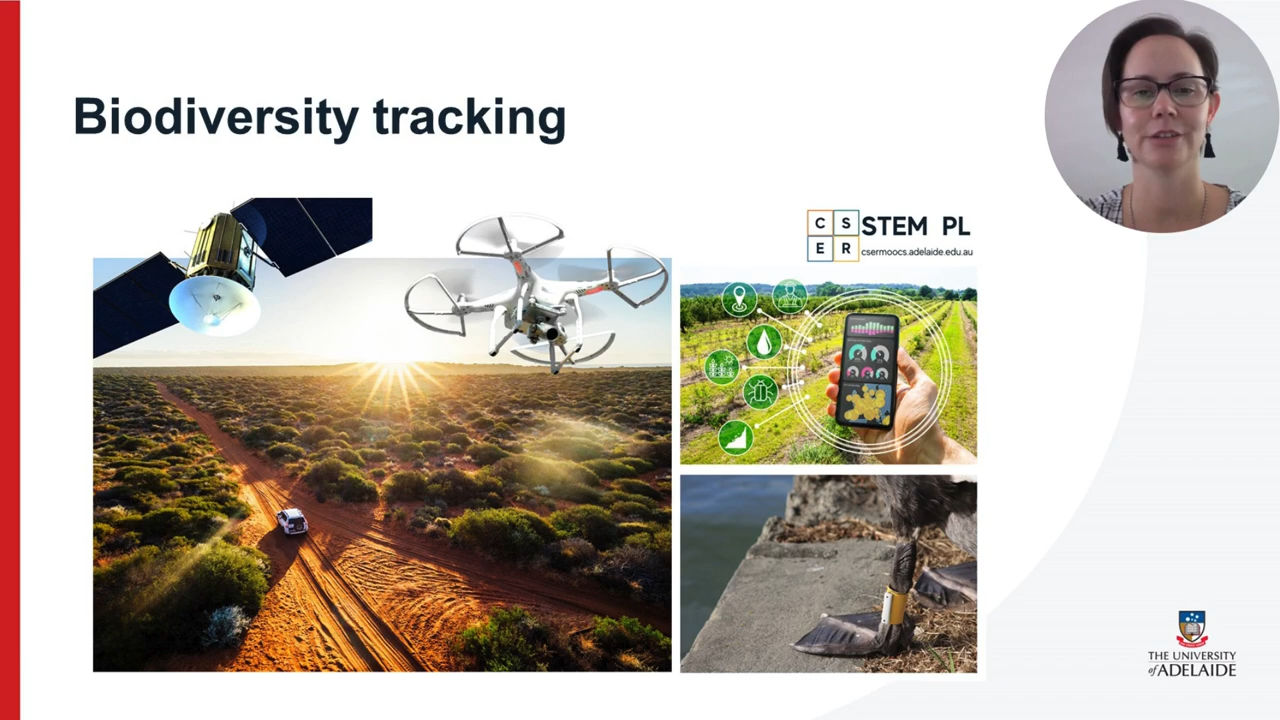 Biodiversity tracking
C S
E R
STEM PL
csermoocs.adelaide.edu.au
THE UNIVERSITY
of ADELAIDE